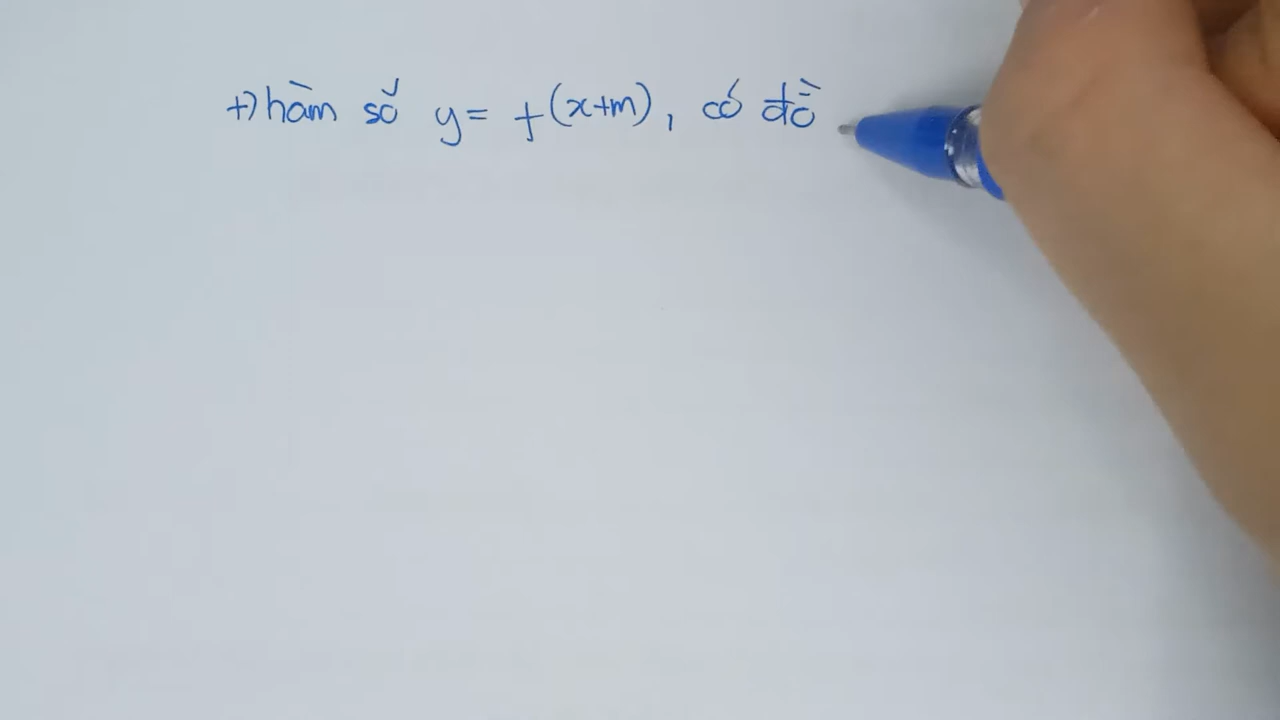 +) hàm số y = f(x+m), có đồ